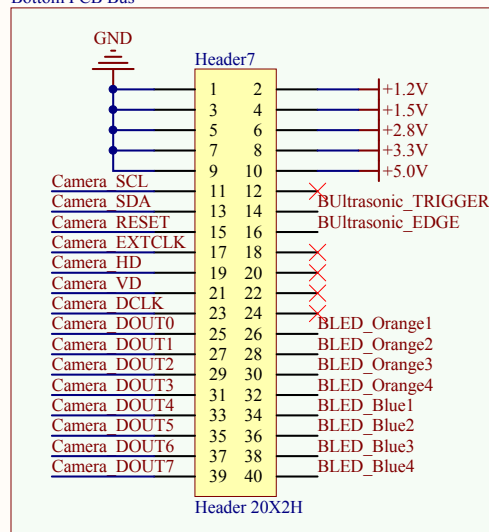 Bottom PCB Bus
GND
Header7
1 2 +1.2V
3 4 +1.5V
5 6 +2.8V
7 8 +3.3V
9 10 +5.0V
Camera_SCL 11 12
Camera_SDA 13 14 BUltrasonic_TRIGGER
Camera_RESET 15 16 BUltrasonic_EDGE
Camera_EXTCLK 17 18
Camera_HD 19 20
Camera_VD 21 22
Camera_DCLK 23 24
Camera_DOUT0 25 26 BLED_Orange1
Camera_DOUT1 27 28 BLED_Orange2
Camera_DOUT2 29 30 BLED_Orange3
Camera_DOUT3 31 32 BLED_Orange4
Camera_DOUT4 33 34 BLED_Blue1
Camera_DOUT5 35 36 BLED_Blue2
Camera_DOUT6 37 38 BLED_Blue3
Camera_DOUT7 39 40 BLED_Blue4
Header 20X2H